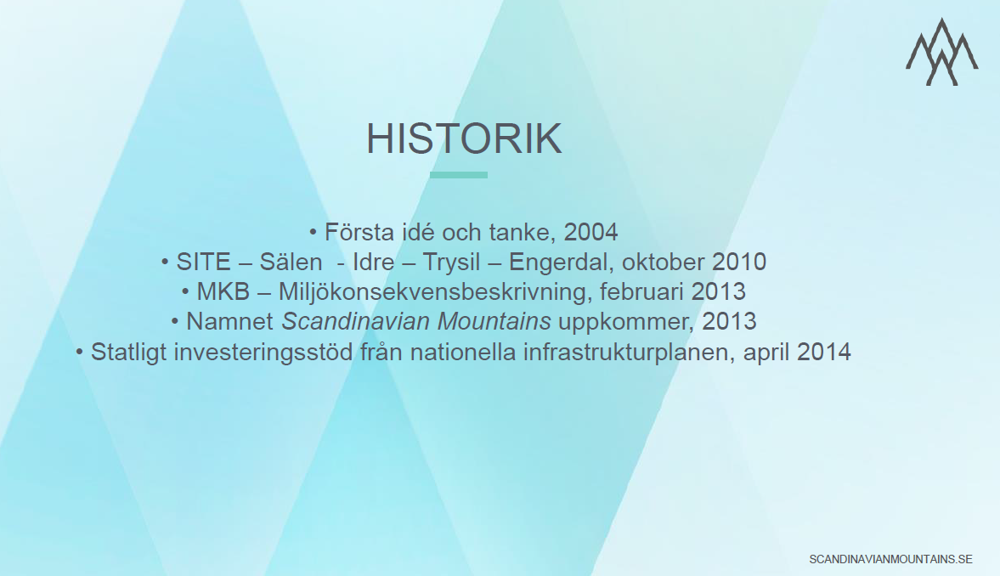 HISTORIK
• Första idé och tanke, 2004
• SITE – Sälen  - Idre – Trysil – Engerdal, oktober 2010
• MKB – Miljökonsekvensbeskrivning, februari 2013
• Namnet Scandinavian Mountains uppkommer, 2013
• Statligt investeringsstöd från nationella infrastrukturplanen, april 2014
SCANDINAVIANMOUNTAINS.SE